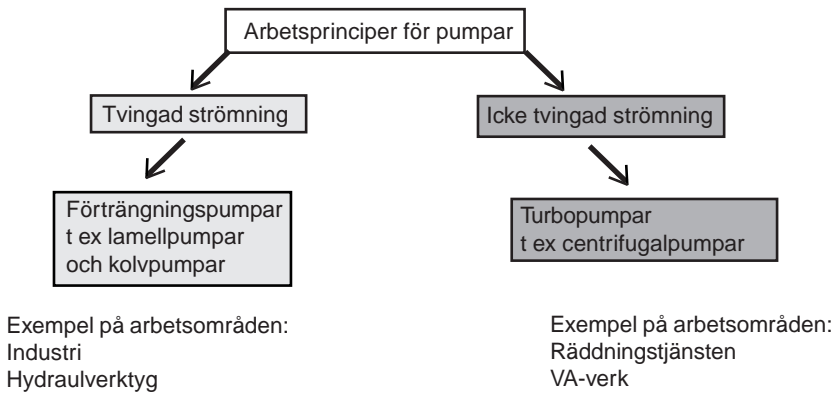 Arbetsprinciper för pumpar
Tvingad strömning
Icke tvingad strömning
Förträngningspumpar
t ex lamellpumpar
och kolvpumpar
Turbopumpar
t ex centrifugalpumpar
Exempel på arbetsområden:
Industri
Hydraulverktyg
Exempel på arbetsområden:
Räddningstjänsten
VA-verk